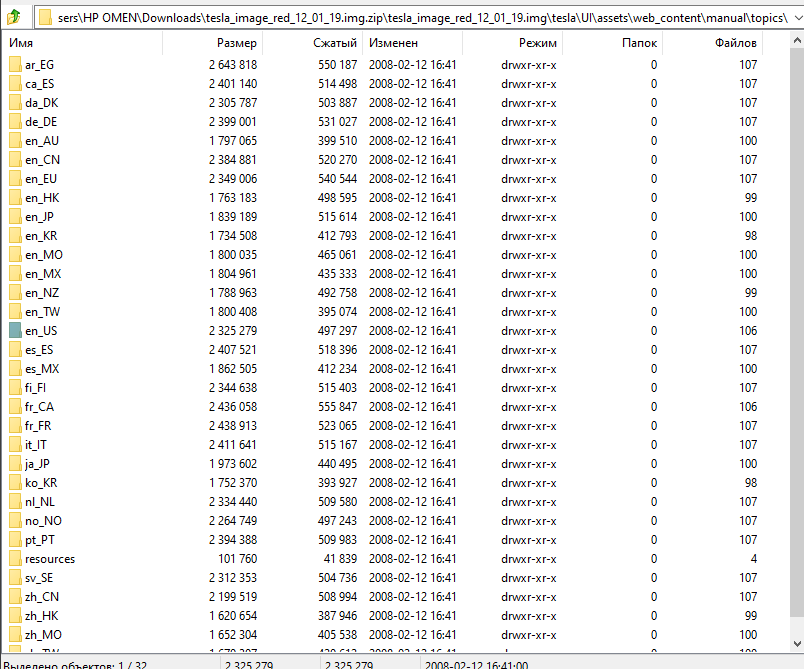 sers\HP OMEN\Downloads\tesla_image_red_12_01_19.img.zip\tesla_image_red_12_01_19.img\tesla\UI\assets\web_content\manual\topics\
Имя Размер Сжатый Изменен Режим Папок Файлов
ar_EG 2 643 818 550 187 2008-02-12 16:41 drwxr-xr-x 0 107
ca_ES 2 401 140 514 498 2008-02-12 16:41 drwxr-xr-x 0 107
da_DK 2 305 787 503 887 2008-02-12 16:41 drwxr-xr-x 0 107
de_DE 2 399 001 531 027 2008-02-12 16:41 drwxr-xr-x 0 107
en_AU 1 797 065 399 510 2008-02-12 16:41 drwxr-xr-x 0 100
en_CN 2 384 881 520 270 2008-02-12 16:41 drwxr-xr-x 0 107
en_EU 2 349 006 540 544 2008-02-12 16:41 drwxr-xr-x 0 107
en_HK 1 763 183 498 595 2008-02-12 16:41 drwxr-xr-x 0 99
en_JP 1 839 189 515 614 2008-02-12 16:41 drwxr-xr-x 0 100
en_KR 1 734 508 412 793 2008-02-12 16:41 drwxr-xr-x 0 98
en_MO 1 800 035 465 061 2008-02-12 16:41 drwxr-xr-x 0 100
en_MX 1 804 961 435 333 2008-02-12 16:41 drwxr-xr-x 0 100
en_NZ 1 788 963 492 758 2008-02-12 16:41 drwxr-xr-x 0 99
en_TW 1 800 408 395 074 2008-02-12 16:41 drwxr-xr-x 0 100
en_US 2 325 279 497 297 2008-02-12 16:41 drwxr-xr-x 0 106
es_ES 2 407 521 518 396 2008-02-12 16:41 drwxr-xr-x 0 107
es_MX 1 862 505 412 234 2008-02-12 16:41 drwxr-xr-x 0 100
fi_FI 2 344 638 515 403 2008-02-12 16:41 drwxr-xr-x 0 107
fr_CA 2 436 058 555 847 2008-02-12 16:41 drwxr-xr-x 0 106
fr_FR 2 438 913 523 065 2008-02-12 16:41 drwxr-xr-x 0 107
it_IT 2 411 641 515 167 2008-02-12 16:41 drwxr-xr-x 0 107
ja_JP 1 973 602 440 495 2008-02-12 16:41 drwxr-xr-x 0 100
ko_KR 1 752 370 393 927 2008-02-12 16:41 drwxr-xr-x 0 98
nl_NL 2 334 440 509 580 2008-02-12 16:41 drwxr-xr-x 0 107
no_NO 2 264 749 497 243 2008-02-12 16:41 drwxr-xr-x 0 107
pt_PT 2 394 388 509 983 2008-02-12 16:41 drwxr-xr-x 0 107
resources 101 760 41 839 2008-02-12 16:41 drwxr-xr-x 0 4
sv_SE 2 312 353 504 736 2008-02-12 16:41 drwxr-xr-x 0 107
zh_CN 2 199 519 508 994 2008-02-12 16:41 drwxr-xr-x 0 107
zh_HK 1 620 654 387 946 2008-02-12 16:41 drwxr-xr-x 0 99
zh_MO 1 652 304 405 538 2008-02-12 16:41 drwxr-xr-x 0 100
Выделено объектов: 1 / 32 2 325 279 2 325 279 2008-02-12 16:41:00